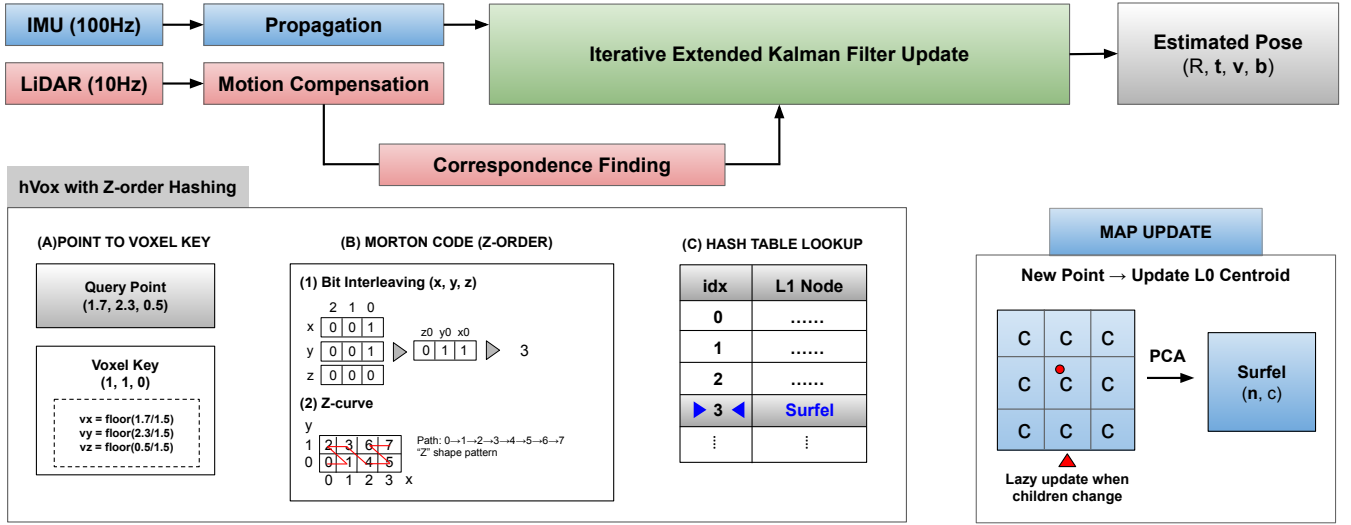 IMU (100Hz)
Propagation
Iterative Extended Kalman Filter Update
Estimated Pose
(R, t, v, b)
LiDAR (10Hz)
Motion Compensation
Correspondence Finding
hVox with Z-order Hashing
(A)POINT TO VOXEL KEY
Query Point
(1.7, 2.3, 0.5)
Voxel Key
(1, 1, 0)
vx = floor(1.7/1.5)
vy = floor(2.3/1.5)
vz = floor(0.5/1.5)
(B) MORTON CODE (Z-ORDER)
(1) Bit Interleaving (x, y, z)
2 1 0
x 0 0 1
y 0 0 1
z 0 0 0
z0 y0 x0
0 1 1
3
(2) Z-curve
y
1 2 3 6 7
0 0 1 4 5
0 1 2 3 x
Path: 0→1→2→3→4→5→6→7
"Z" shape pattern
(C) HASH TABLE LOOKUP
idx L1 Node
0 ......
1 ......
2 ......
3 Surfel
⋮ ⋮
MAP UPDATE
New Point → Update L0 Centroid
C C C
C C C
C C C
PCA
Surfel
(n, c)
Lazy update when
children change